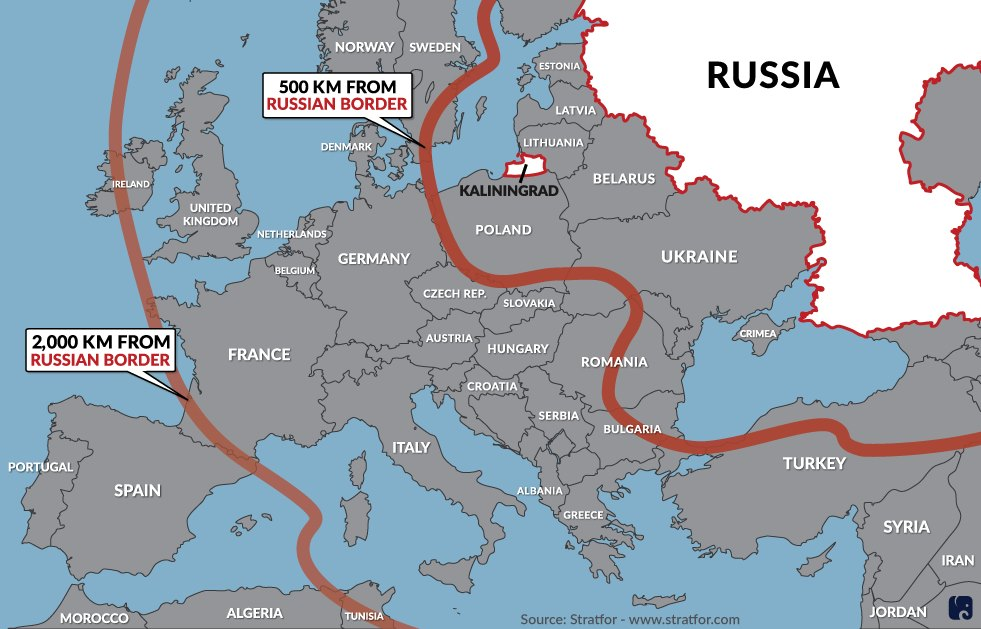 NORWAY
SWEDEN
ESTONIA
RUSSIA
500 KM FROM
RUSSIAN BORDER
LATVIA
DENMARK
LITHUANIA
IRELAND
KALININGRAD
BELARUS
UNITED
KINGDOM
NETHERLANDS
POLAND
GERMANY
UKRAINE
BELGIUM
CZECH REP.
SLOVAKIA
CRIMEA
2,000 KM FROM
RUSSIAN BORDER
AUSTRIA
HUNGARY
FRANCE
ROMANIA
CROATIA
SERBIA
BULGARIA
ITALY
PORTUGAL
TURKEY
SPAIN
ALBANIA
GREECE
SYRIA
IRAN
MOROCCO
ALGERIA
TUNISIA
JORDAN
Source: Stratfor - www.stratfor.com